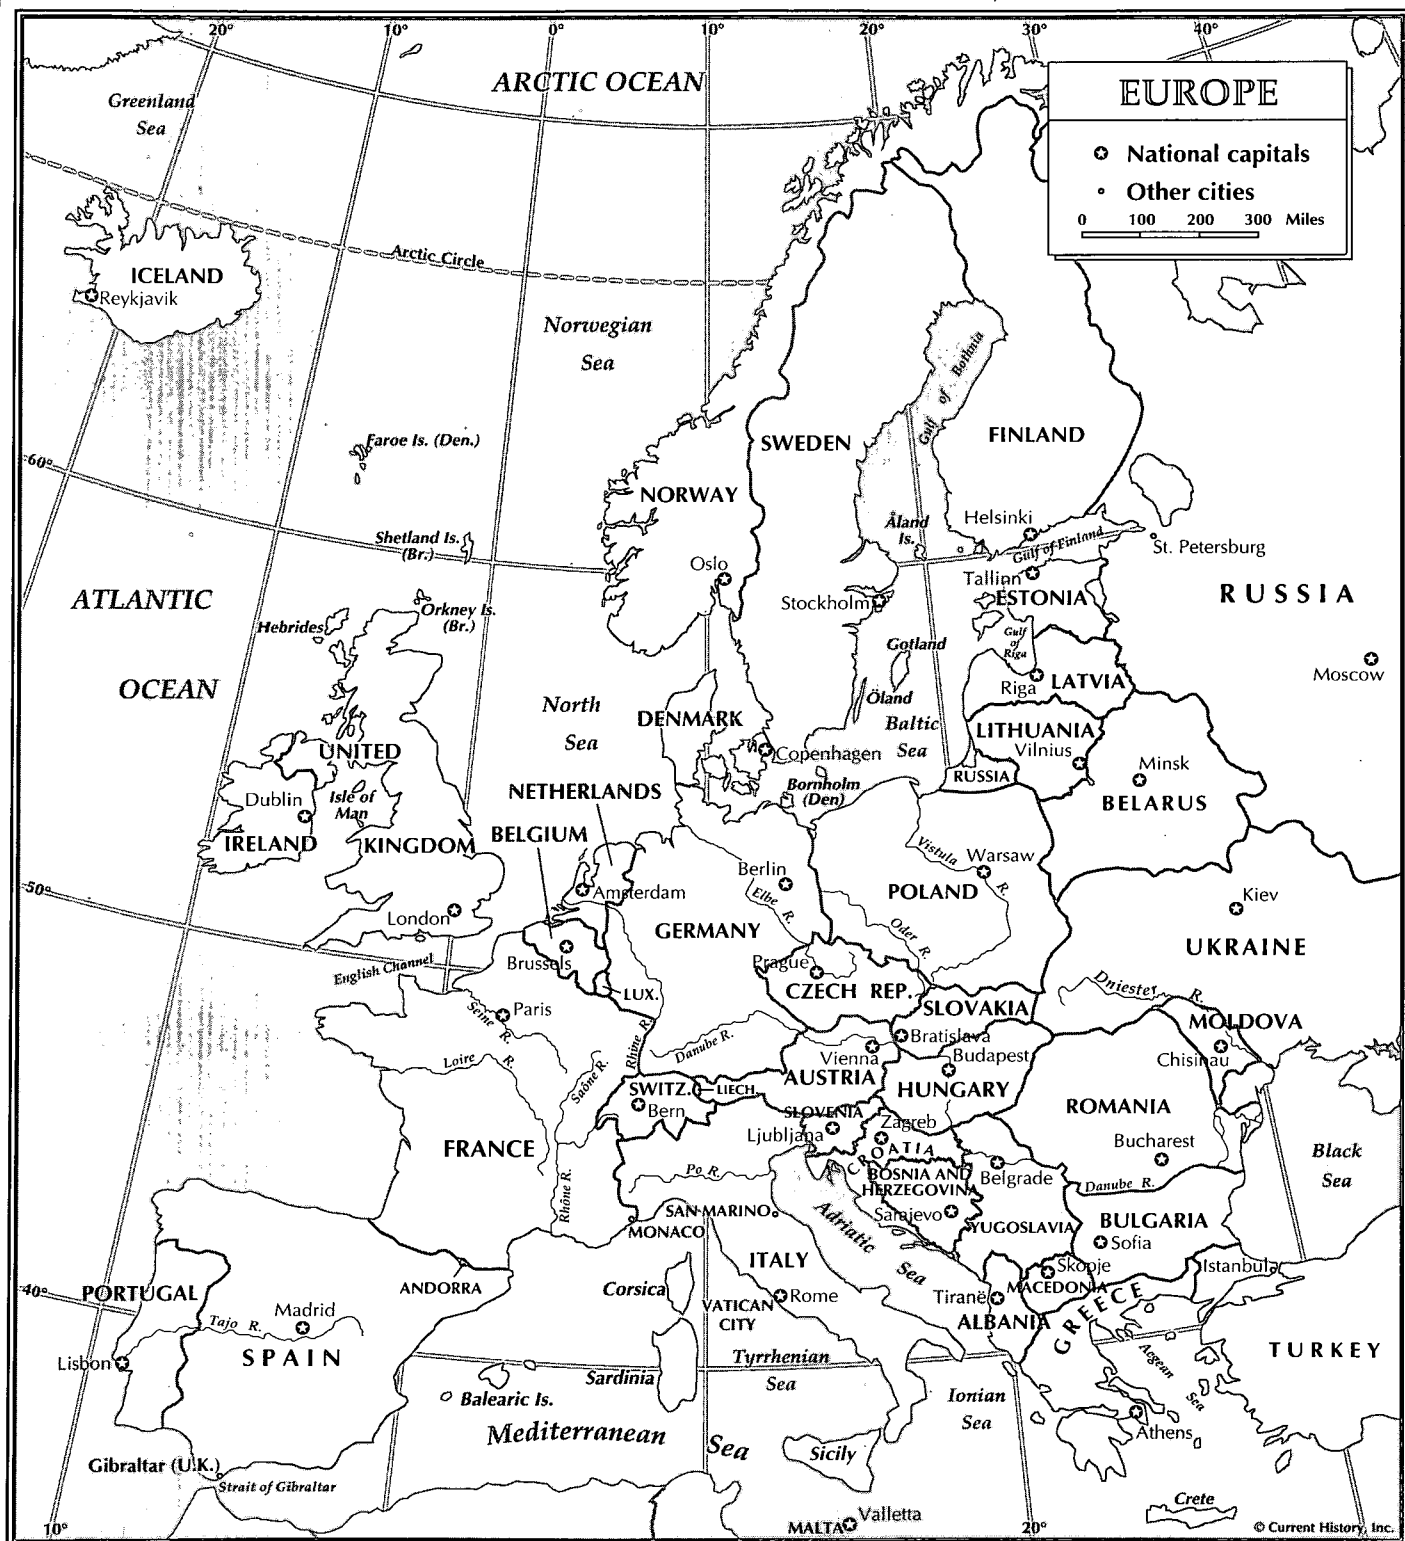 20°
10°
0°
10°
20°
30°
40°
EUROPE
National capitals
Other cities
0 100 200 300 Miles
ARCTIC OCEAN
Greenland
Sea
Arctic Circle
ICELAND
Reykjavik
Norwegian
Sea
Gulf of Bothnia
Faroe Is. (Den.)
SWEDEN
FINLAND
60°
NORWAY
Shetland Is.
(Br.)
Åland
Is.
Helsinki
Gulf of Finland
St. Petersburg
Oslo
Tallinn
ESTONIA
RUSSIA
ATLANTIC
OCEAN
Orkney Is.
(Br.)
Hebrides
Stockholm
Gotland
Gulf
of
Riga
Moscow
Riga
LATVIA
Öland
North
Sea
DENMARK
Baltic
Sea
LITHUANIA
Vilnius
Copenhagen
UNITED
KINGDOM
RUSSIA
Minsk
BELARUS
Bornholm
(Den)
NETHERLANDS
Isle of
Man
Dublin
IRELAND
BELGIUM
Vistula R.
Warsaw
Berlin
Elbe R.
POLAND
Amsterdam
50°
Kiev
London
GERMANY
Oder R.
UKRAINE
English Channel
Brussels
Prague
CZECH REP.
LUX.
SLOVAKIA
Dniester R.
Paris
Seine R.
MOLDOVA
Rhine R.
Danube R.
Bratislava
Vienna
Budapest
Chisinau
Loire R.
Saône R.
AUSTRIA
HUNGARY
SWITZ.
LIECH.
Bern
ROMANIA
SLOVENIA
Ljubljana
Zagreb
CROATIA
FRANCE
Bucharest
Black
Sea
Po R.
BOSNIA AND
HERZEGOVINA
Belgrade
Danube R.
Rhône R.
SAN MARINO
Sarajevo
YUGOSLAVIA
BULGARIA
Sofia
MONACO
Adriatic
Sea
ITALY
Skopje
MACEDONIA
Istanbul
PORTUGAL
ANDORRA
Corsica
40°
VATICAN
CITY
Rome
Tiranë
ALBANIA
GREECE
Madrid
Tajo R.
SPAIN
Lisbon
Tyrrhenian
Sea
Aegean
Sea
TURKEY
Sardinia
Balearic Is.
Ionian
Sea
Mediterranean Sea
Athens
Sicily
Gibraltar (U.K.)
Strait of Gibraltar
Crete
Valletta
MALTA
10°
20°
© Current History, Inc.